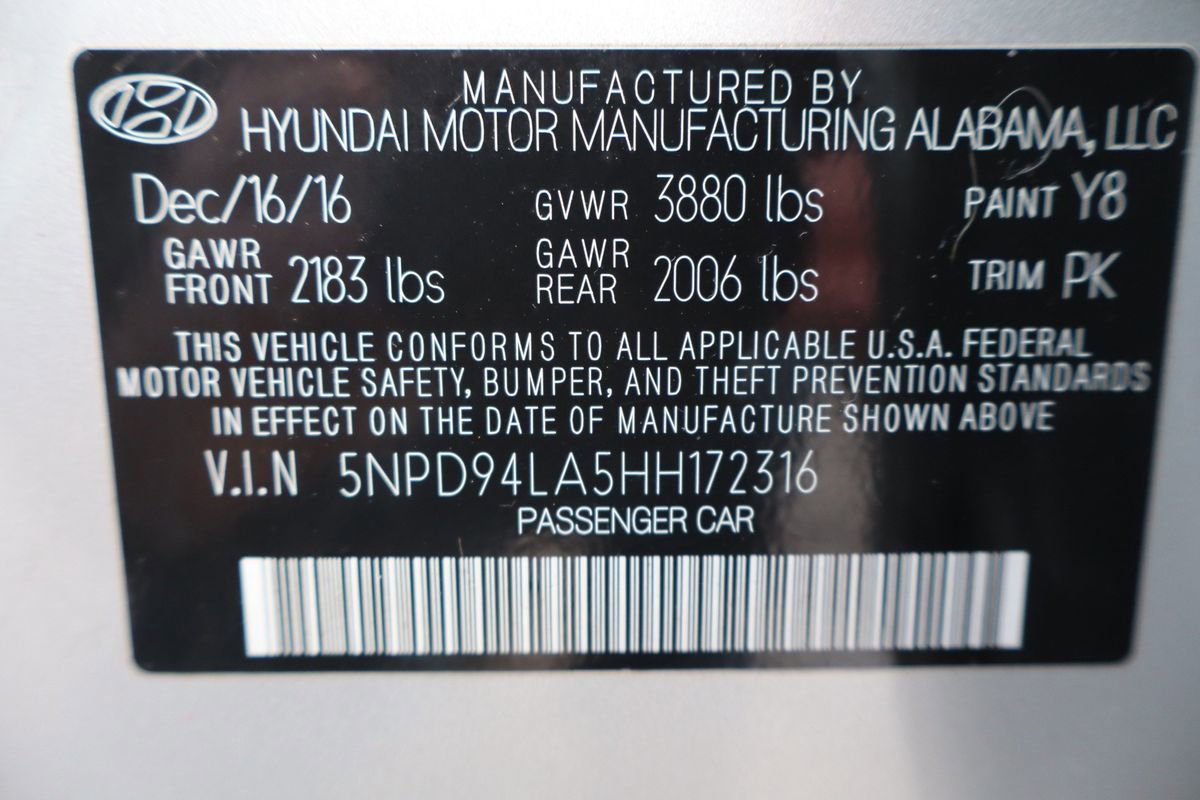 MANUFACTURED BY
HYUNDAI MOTOR MANUFACTURING ALABAMA, LLC
Dec/16/16 GVWR 3880 lbs PAINT Y8
GAWR FRONT 2183 lbs GAWR REAR 2006 lbs TRIM PK
THIS VEHICLE CONFORMS TO ALL APPLICABLE U.S.A. FEDERAL
MOTOR VEHICLE SAFETY, BUMPER, AND THEFT PREVENTION STANDARDS
IN EFFECT ON THE DATE OF MANUFACTURE SHOWN ABOVE
V.I.N 5NPD94LA5HH172316
PASSENGER CAR